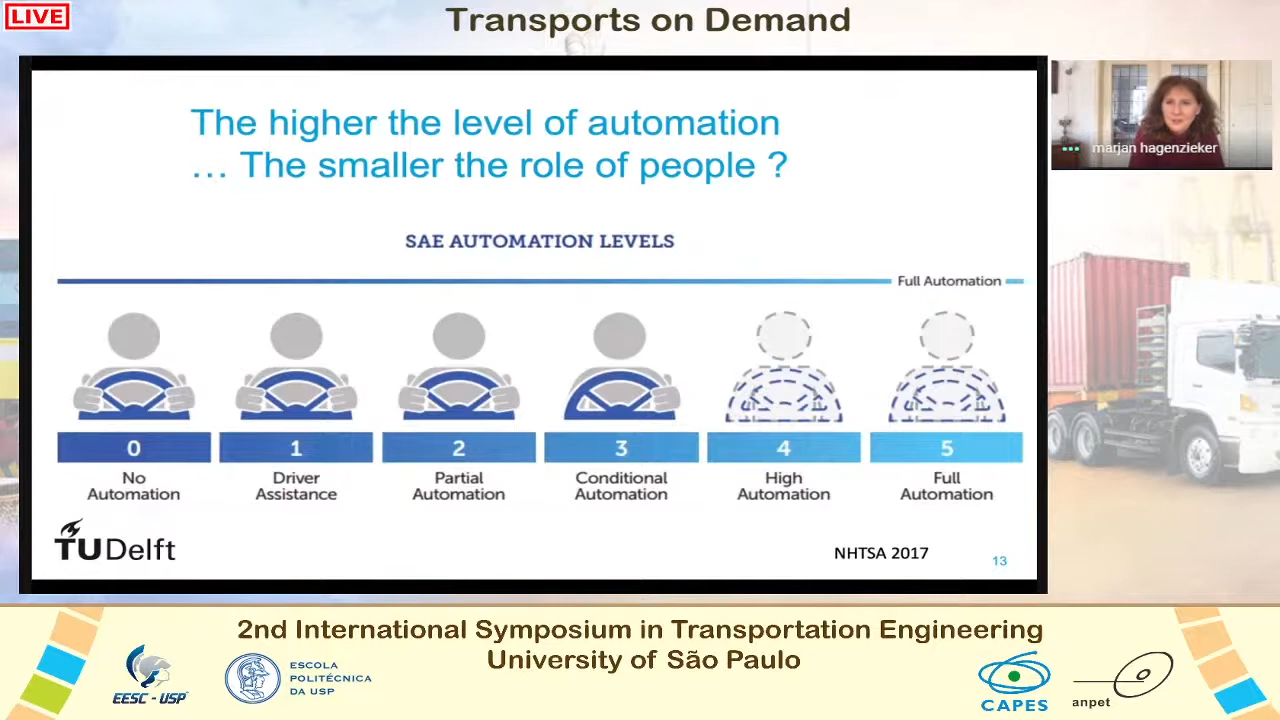 LIVE
Transports on Demand
The higher the level of automation
… The smaller the role of people ?
SAE AUTOMATION LEVELS
Full Automation
0
No
Automation
1
Driver
Assistance
2
Partial
Automation
3
Conditional
Automation
4
High
Automation
5
Full
Automation
TUDelft
NHTSA 2017
13
marjan hagenzieker
2nd International Symposium in Transportation Engineering
University of São Paulo
EESC - USP
ESCOLA
POLITÉCNICA
DA USP
CAPES
anpet